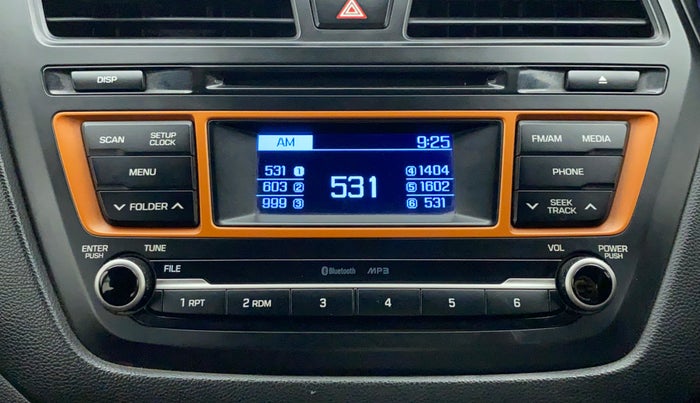 DISP
SCAN SETUP CLOCK
MENU
FOLDER
AM 9:25
531 1 4 1404
603 2 531 5 1602
999 3 6 531
FM/AM MEDIA
PHONE
SEEK TRACK
ENTER PUSH TUNE
VOL POWER PUSH
FILE Bluetooth MP3
1 RPT 2 RDM 3 4 5 6